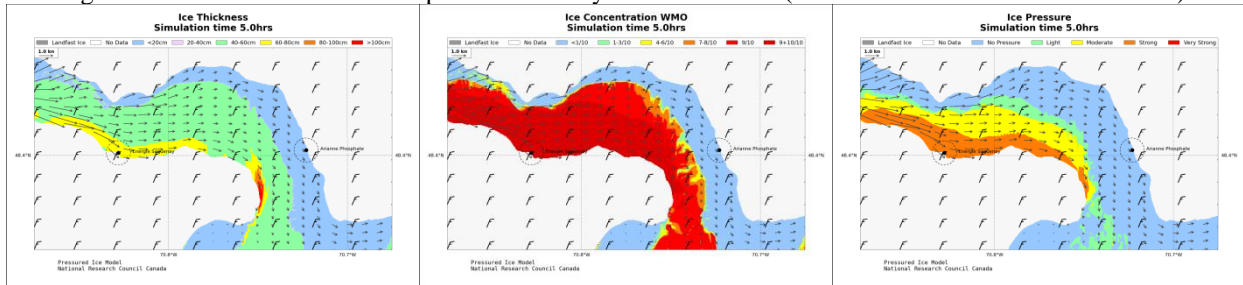 Ice Thickness
Simulation time 5.0hrs
Landfast Ice No Data <20cm 20-40cm 40-60cm 60-80cm 80-100cm >100cm
1.0 km
Arianne Phosphate
48.4°N
48.4°N
70.8°W
70.7°W
Pressured Ice Model
National Research Council Canada
Ice Concentration WMO
Simulation time 5.0hrs
Landfast Ice No Data <1/10 1-3/10 4-6/10 7-8/10 9/10 9+10/10
1.0 km
Arianne Phosphate
48.4°N
48.4°N
70.8°W
70.7°W
Pressured Ice Model
National Research Council Canada
Ice Pressure
Simulation time 5.0hrs
Landfast Ice No Data No Pressure Light Moderate Strong Very Strong
1.0 km
Arianne Phosphate
48.4°N
48.4°N
70.8°W
70.7°W
Pressured Ice Model
National Research Council Canada